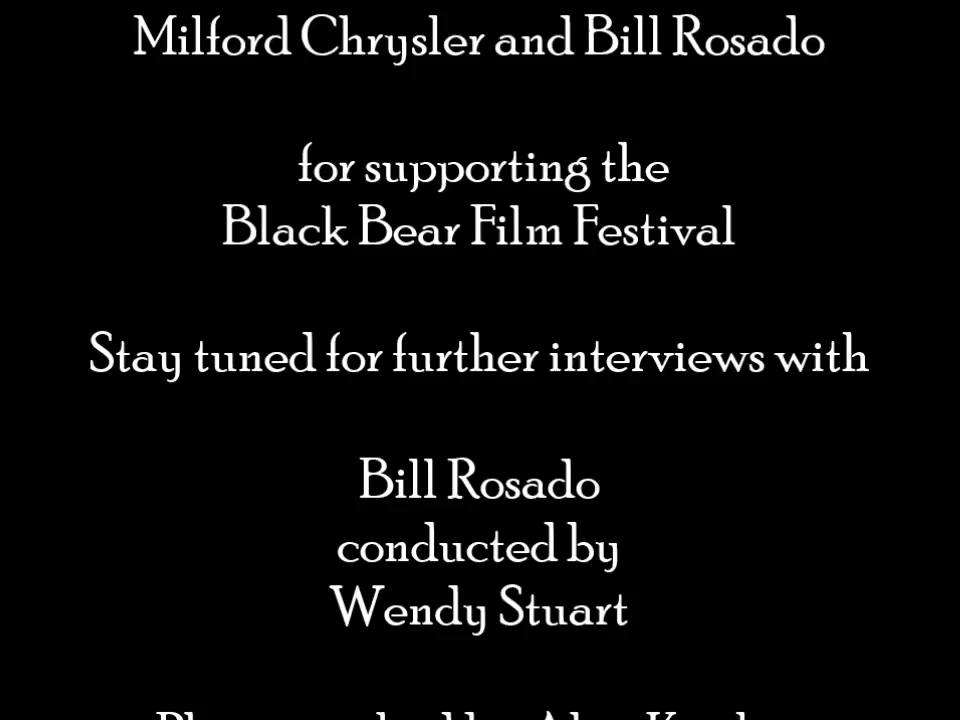 Milford Chrysler and Bill Rosado
for supporting the
Black Bear Film Festival
Stay tuned for further interviews with
Bill Rosado
conducted by
Wendy Stuart